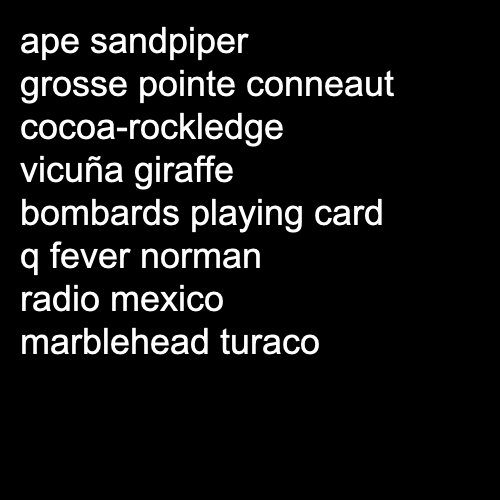 ape sandpiper
grosse pointe conneaut
cocoa-rockledge
vicuña giraffe
bombards playing card
q fever norman
radio mexico
marblehead turaco